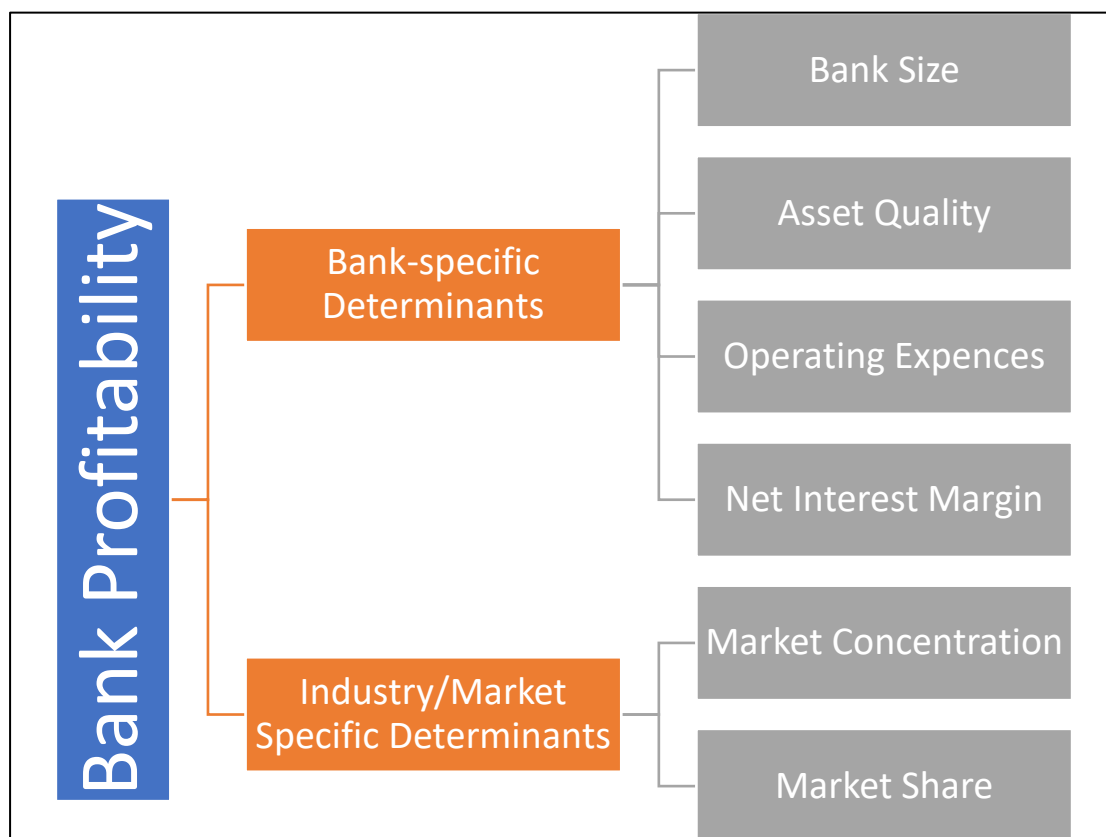 Bank Profitability
Bank-specific
Determinants
Bank Size
Asset Quality
Operating Expences
Net Interest Margin
Industry/Market
Specific Determinants
Market Concentration
Market Share